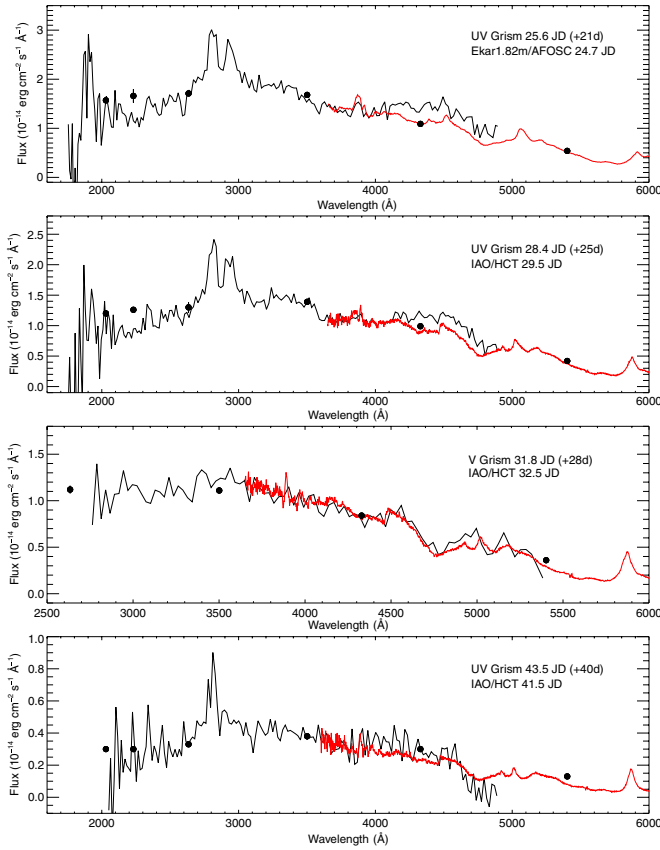 UV Grism 25.6 JD (+21d)
Ekar1.82m/AFOSC 24.7 JD
Flux (10⁻¹⁴ erg cm⁻² s⁻¹ Å⁻¹)
3
2
1
0
2000 3000 4000 5000 6000
Wavelength (Å)
UV Grism 28.4 JD (+25d)
IAO/HCT 29.5 JD
Flux (10⁻¹⁴ erg cm⁻² s⁻¹ Å⁻¹)
2.5
2.0
1.5
1.0
0.5
0.0
2000 3000 4000 5000 6000
Wavelength (Å)
V Grism 31.8 JD (+28d)
IAO/HCT 32.5 JD
Flux (10⁻¹⁴ erg cm⁻² s⁻¹ Å⁻¹)
1.5
1.0
0.5
0.0
2500 3000 3500 4000 4500 5000 5500 6000
Wavelength (Å)
UV Grism 43.5 JD (+40d)
IAO/HCT 41.5 JD
Flux (10⁻¹⁴ erg cm⁻² s⁻¹ Å⁻¹)
1.0
0.8
0.6
0.4
0.2
0.0
2000 3000 4000 5000 6000
Wavelength (Å)